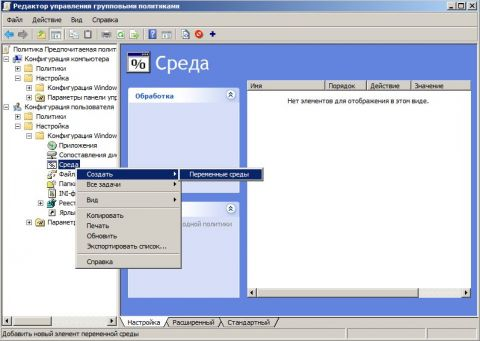 Редактор управления групповыми политиками
Файл Действие Вид Справка
Политика Предпочитаемая полит
Конфигурация компьютера
Политики
Настройка
Конфигурация Window
Параметры панели упр
Конфигурация пользователя
Политики
Настройка
Конфигурация Window
Приложения
Сопоставления дис
Среда
Файл
Папки
INI-ф
Реест
Ярлы
Параметр
Создать
Все задачи
Вид
Копировать
Печать
Обновить
Экспортировать список...
Справка
Переменные среды
Среда
Обработка
одной политики
Имя Порядок Действие Значение
Нет элементов для отображения в этом виде.
Настройка Расширенный Стандартный
Добавить новый элемент переменной среды